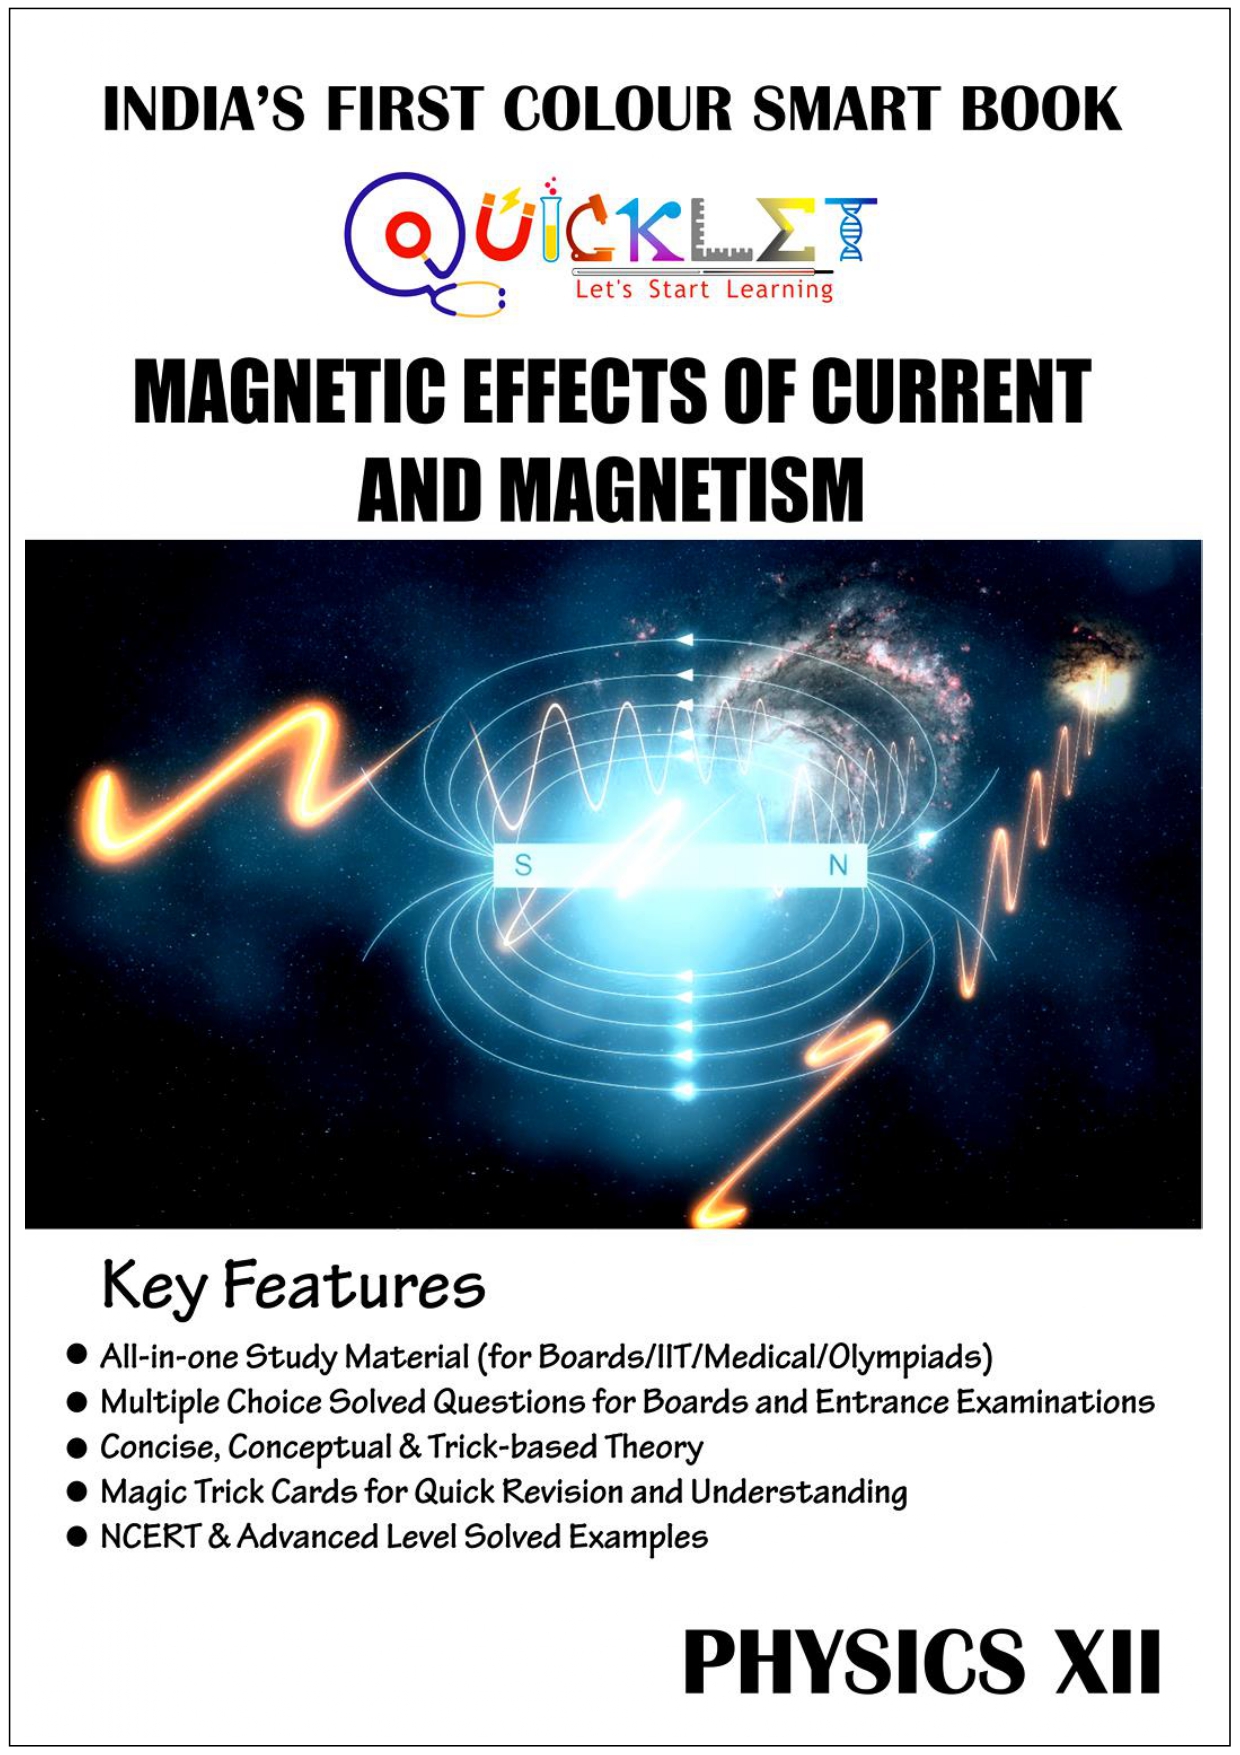 INDIA'S FIRST COLOUR SMART BOOK
QUICKLET
Let's Start Learning
MAGNETIC EFFECTS OF CURRENT
AND MAGNETISM
S N
Key Features
● All-in-one Study Material (for Boards/IIT/Medical/Olympiads)
● Multiple Choice Solved Questions for Boards and Entrance Examinations
● Concise, Conceptual & Trick-based Theory
● Magic Trick Cards for Quick Revision and Understanding
● NCERT & Advanced Level Solved Examples
PHYSICS XII